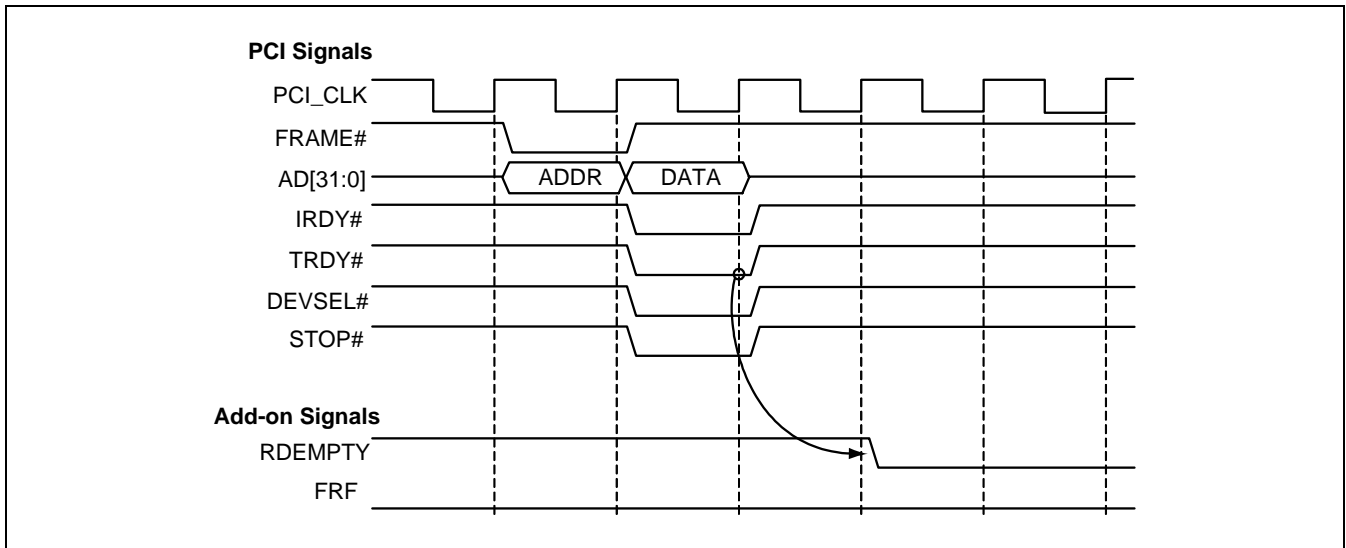 PCI Signals
PCI_CLK
FRAME#
AD[31:0] ADDR DATA
IRDY#
TRDY#
DEVSEL#
STOP#
Add-on Signals
RDEMPTY
FRF